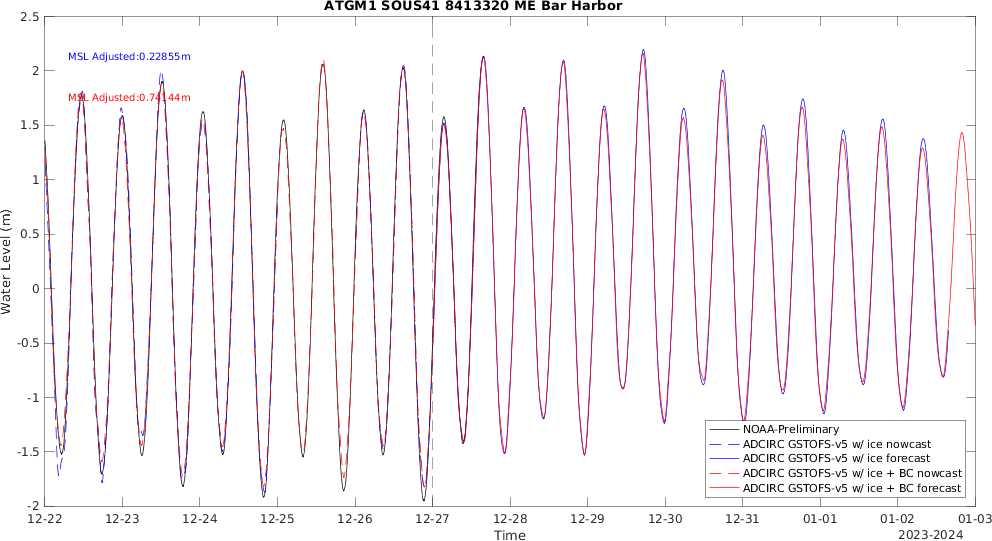 ATGM1 SOUS41 8413320 ME Bar Harbor
2.5
2
1.5
1
0.5
0
-0.5
-1
-1.5
-2
Water Level (m)
MSL Adjusted:0.22855m
MSL Adjusted:0.74144m
NOAA-Preliminary
ADCIRC GSTOFS-v5 w/ ice nowcast
ADCIRC GSTOFS-v5 w/ ice forecast
ADCIRC GSTOFS-v5 w/ ice + BC nowcast
ADCIRC GSTOFS-v5 w/ ice + BC forecast
12-22 12-23 12-24 12-25 12-26 12-27 12-28 12-29 12-30 12-31 01-01 01-02 01-03
Time
2023-2024